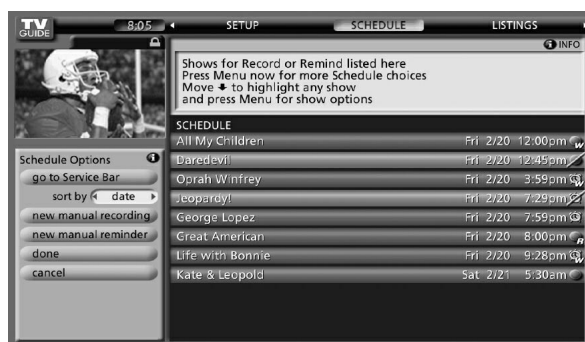 TV
GUIDE
8:05
SETUP
SCHEDULE
LISTINGS
i INFO
Shows for Record or Remind listed here
Press Menu now for more Schedule choices
Move to highlight any show
and press Menu for show options
SCHEDULE
All My Children Fri 2/20 12:00pm W
Daredevil Fri 2/20 12:45pm
Oprah Winfrey Fri 2/20 3:59pm W
Jeopardy! Fri 2/20 7:29pm
George Lopez Fri 2/20 7:59pm
Great American Fri 2/20 8:00pm R
Life with Bonnie Fri 2/20 9:28pm W
Kate & Leopold Sat 2/21 5:30am
Schedule Options i
go to Service Bar
sort by date
new manual recording
new manual reminder
done
cancel